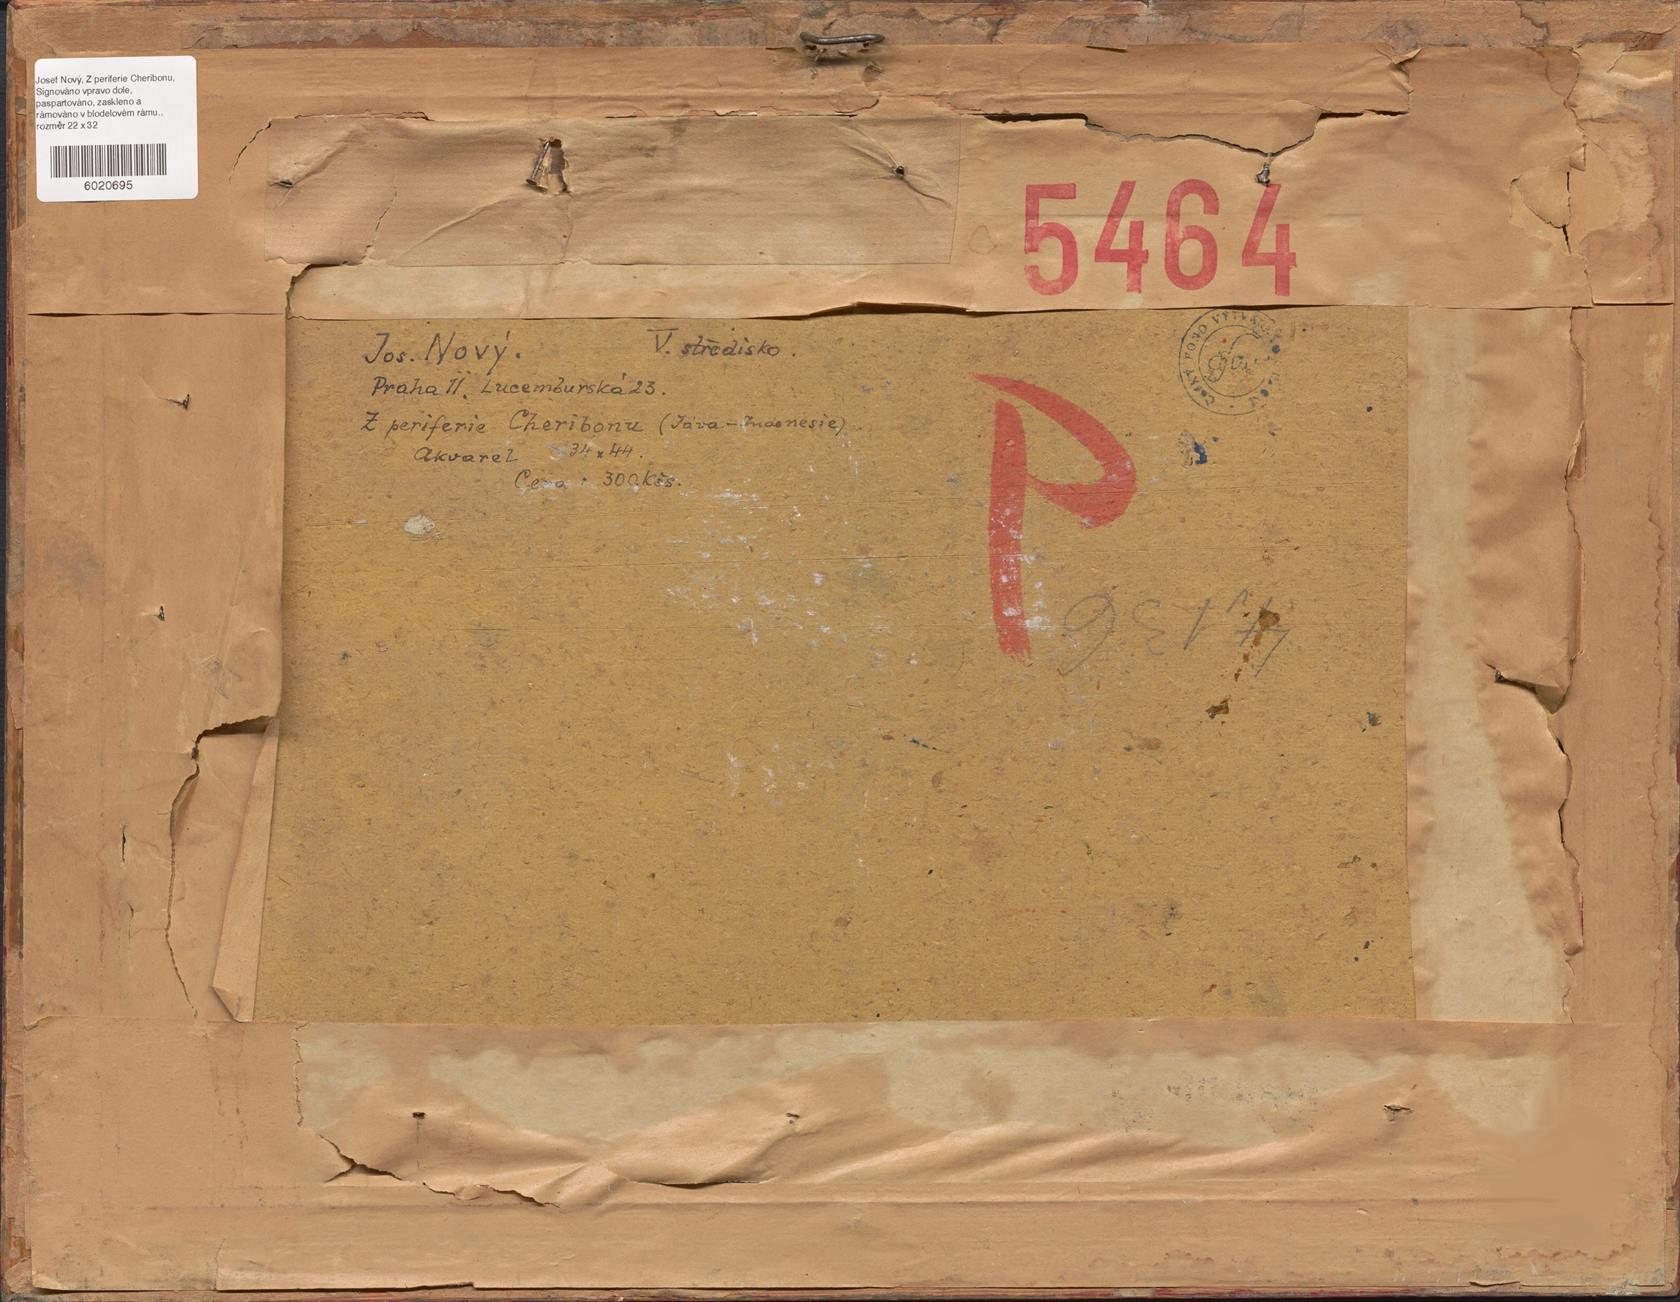 Josef Nový, Z periferie Cheribonu,
Signováno vpravo dole,
paspartováno, zaskleno a
rámováno v blodelovém rámu.,
rozměr 22 x 32
6020695
5464
Jos. Nový. V. středisko.
Praha II. Lucemburská 23.
Z periferie Cheribonu (Jáva - Indonesie)
Akvarel 34 x 44.
Cena: 300 Kčs.
P